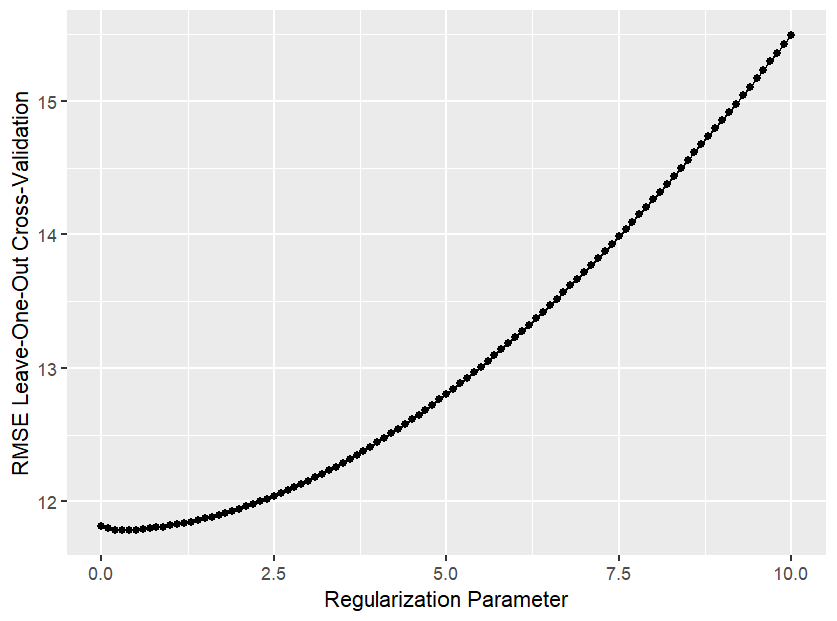 RMSE Leave-One-Out Cross-Validation
15
14
13
12
0.0 2.5 5.0 7.5 10.0
Regularization Parameter